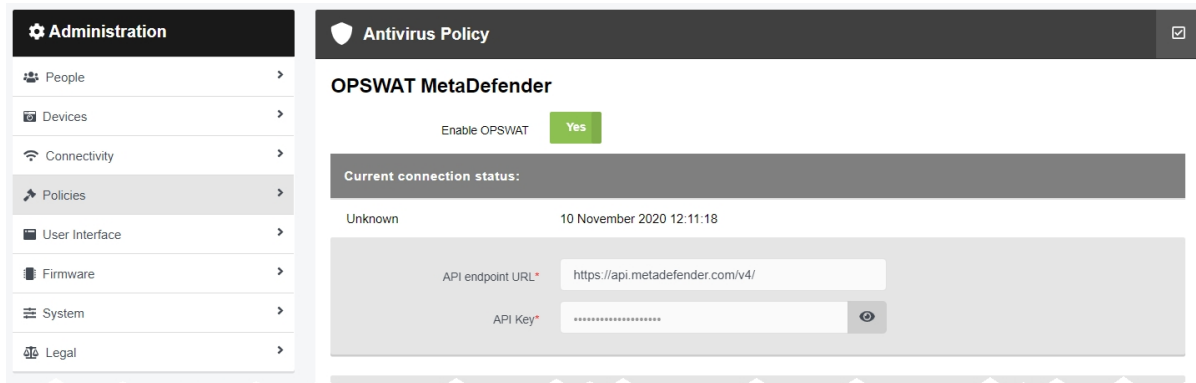 Administration
People
Devices
Connectivity
Policies
User Interface
Firmware
System
Legal
Antivirus Policy
OPSWAT MetaDefender
Enable OPSWAT Yes
Current connection status:
Unknown 10 November 2020 12:11:18
API endpoint URL* https://api.metadefender.com/v4/
API Key* ••••••••••••••••••••